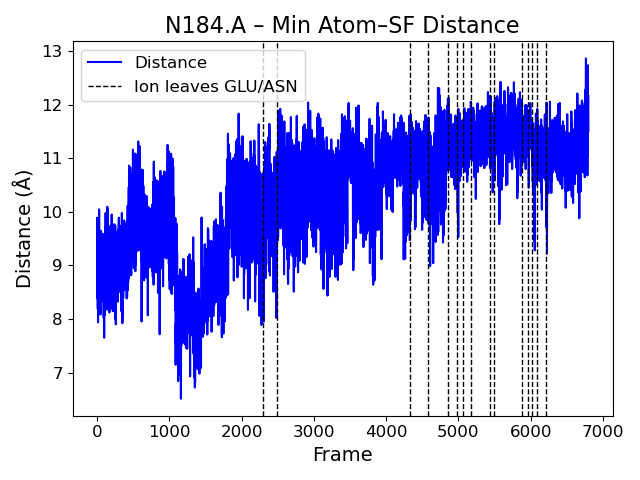 N184.A – Min Atom–SF Distance
Distance
Ion leaves GLU/ASN
Distance (Å)
13
12
11
10
9
8
7
0 1000 2000 3000 4000 5000 6000 7000
Frame